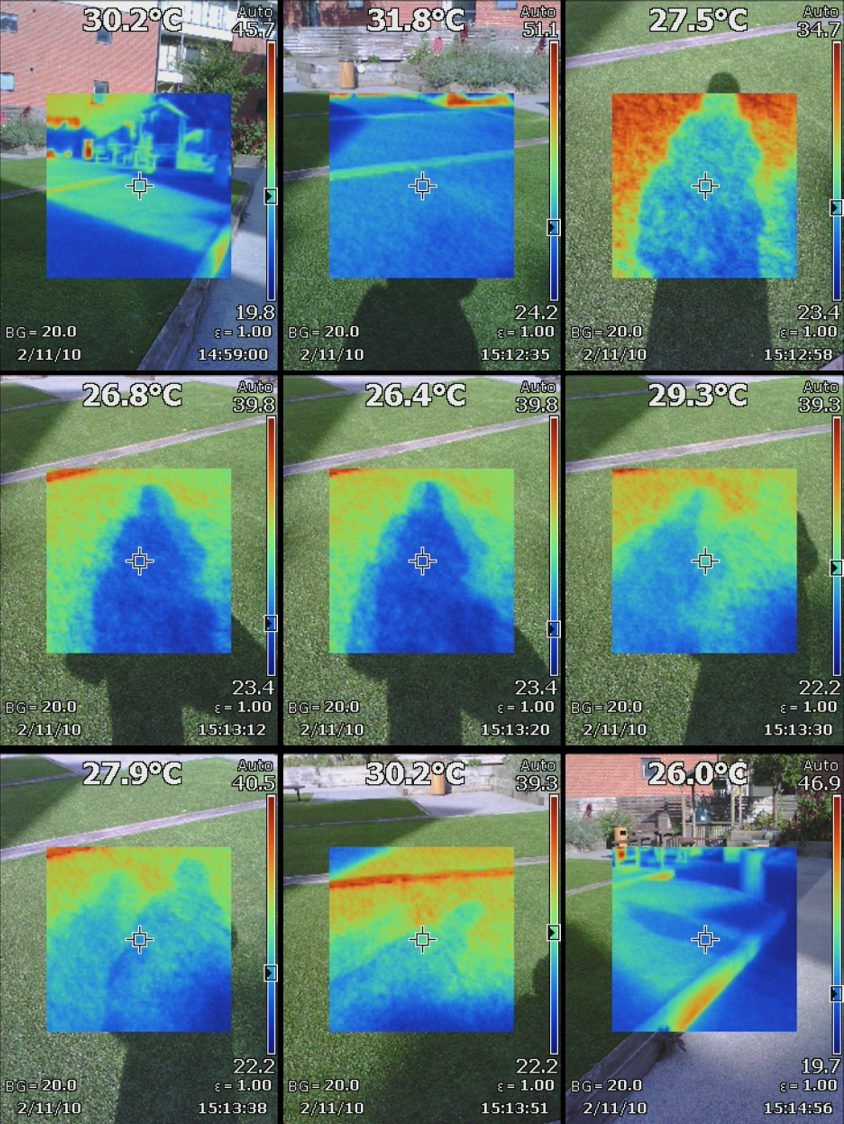 30.2°C
Auto
45.7
19.8
BG= 20.0 ε= 1.00
2/11/10 14:59:00
31.8°C
Auto
51.1
24.2
BG= 20.0 ε= 1.00
2/11/10 15:12:35
27.5°C
Auto
34.7
23.4
BG= 20.0 ε= 1.00
2/11/10 15:12:58
26.8°C
Auto
39.8
23.4
BG= 20.0 ε= 1.00
2/11/10 15:13:12
26.4°C
Auto
39.8
23.4
BG= 20.0 ε= 1.00
2/11/10 15:13:20
29.3°C
Auto
39.3
22.2
BG= 20.0 ε= 1.00
2/11/10 15:13:30
27.9°C
Auto
40.5
22.2
BG= 20.0 ε= 1.00
2/11/10 15:13:38
30.2°C
Auto
39.3
22.2
BG= 20.0 ε= 1.00
2/11/10 15:13:51
26.0°C
Auto
46.9
19.7
BG= 20.0 ε= 1.00
2/11/10 15:14:56